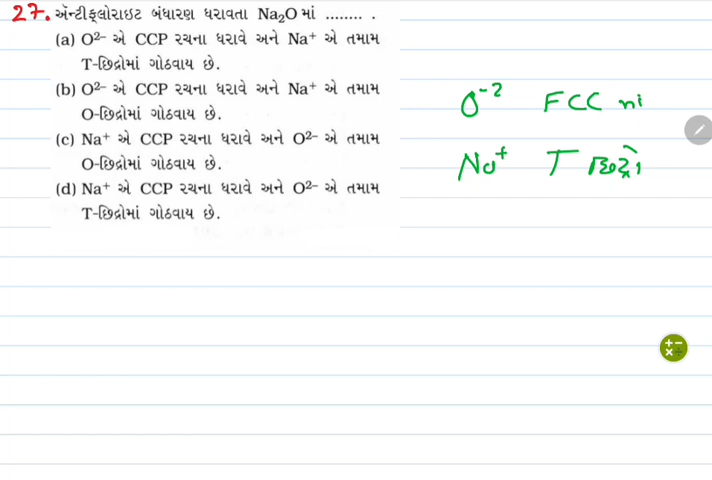 27. ઍન્ટીફ્લોરાઇટ બંધારણ ધરાવતા Na₂O માં ........ .
(a) O²⁻ એ CCP રચના ધરાવે અને Na⁺ એ તમામ
T-છિદ્રોમાં ગોઠવાય છે.
(b) O²⁻ એ CCP રચના ધરાવે અને Na⁺ એ તમામ
O-છિદ્રોમાં ગોઠવાય છે.
(c) Na⁺ એ CCP રચના ધરાવે અને O²⁻ એ તમામ
O-છિદ્રોમાં ગોઠવાય છે.
(d) Na⁺ એ CCP રચના ધરાવે અને O²⁻ એ તમામ
T-છિદ્રોમાં ગોઠવાય છે.
O⁻² FCC માં
Na⁺ T છિદ્રો